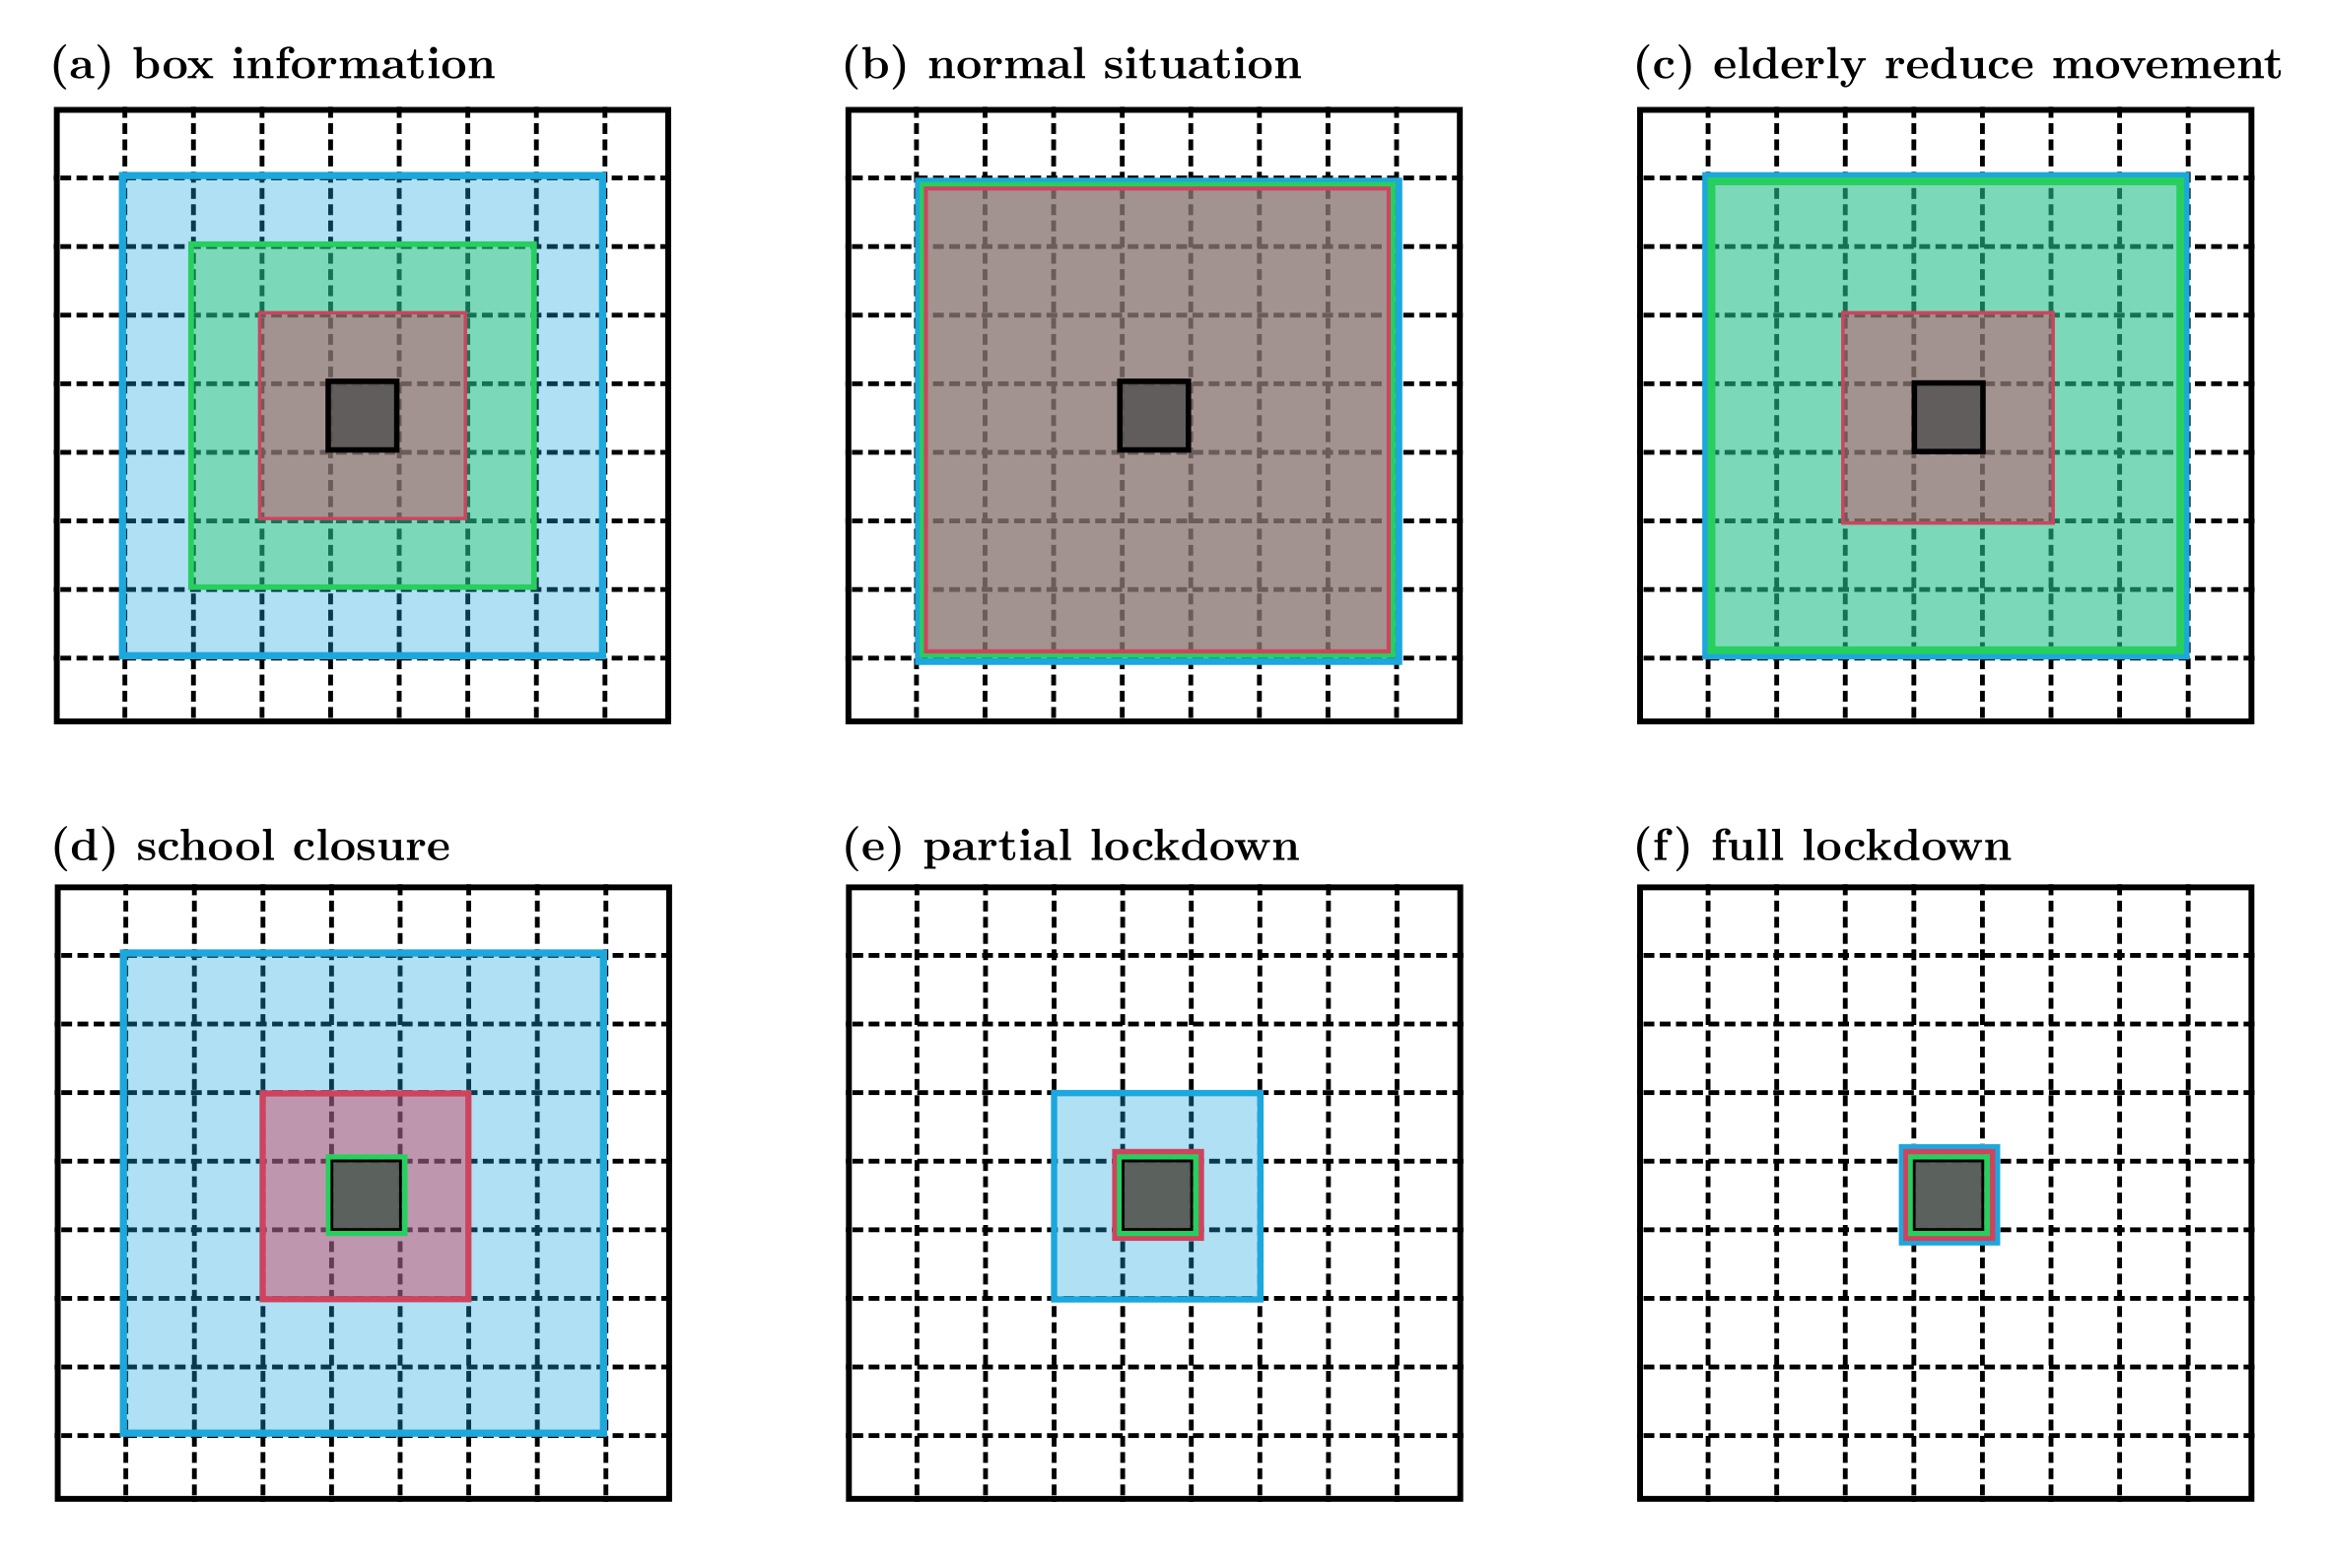 (a) box information
(b) normal situation
(c) elderly reduce movement
(d) school closure
(e) partial lockdown
(f) full lockdown